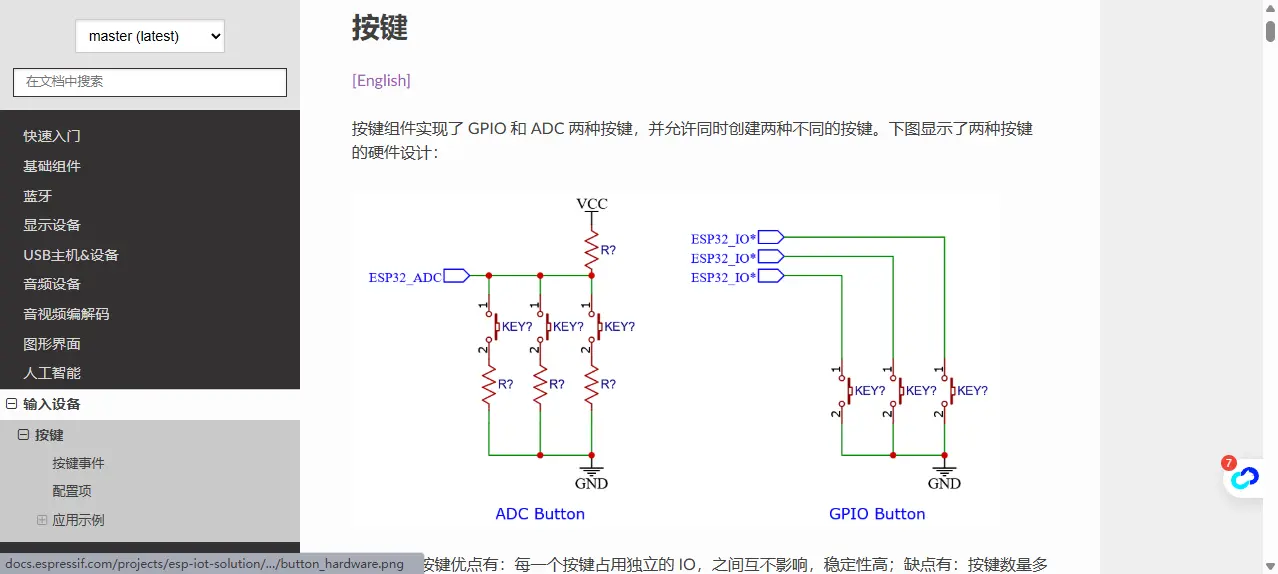 master (latest)
在文档中搜索
快速入门
基础组件
蓝牙
显示设备
USB主机&设备
音频设备
音视频编解码
图形界面
人工智能
输入设备
按键
按键事件
配置项
应用示例
docs.espressif.com/projects/esp-iot-solution/.../button_hardware.png
按键
[English]
按键组件实现了 GPIO 和 ADC 两种按键，并允许同时创建两种不同的按键。下图显示了两种按键
的硬件设计：
VCC
R?
ESP32_ADC
1 1 1
KEY? KEY? KEY?
2 2 2
R? R? R?
GND
ADC Button
ESP32_IO*
ESP32_IO*
ESP32_IO*
1 1 1
KEY? KEY? KEY?
2 2 2
GND
GPIO Button
按键优点有：每一个按键占用独立的 IO，之间互不影响，稳定性高；缺点有：按键数量多
7